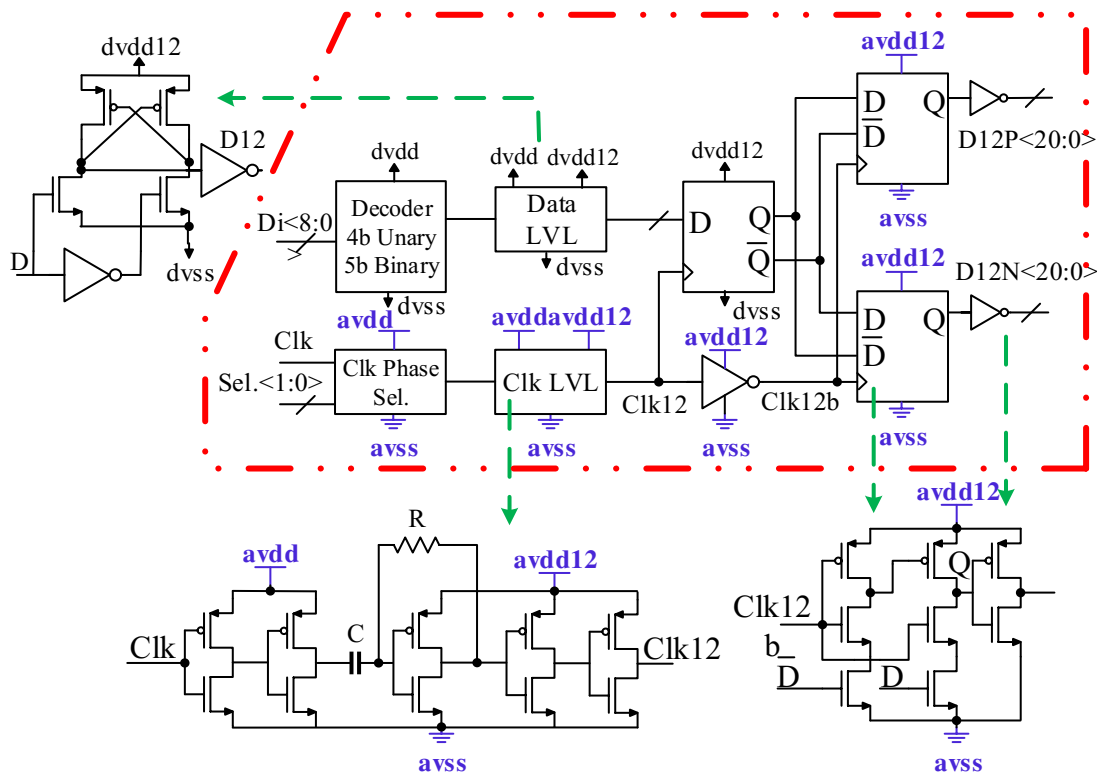 dvdd12
D12
D
dvss
avdd12
D
D
Q
D12P<20:0>
avss
dvdd
Decoder
4b Unary
5b Binary
Di<8:0
>
dvss
dvdd
dvdd12
Data
LVL
dvss
dvdd12
D
Q
Q
dvss
avdd12
D
D
Q
D12N<20:0>
avss
Clk
Sel.<1:0>
avdd
Clk Phase
Sel.
avss
avdd
avdd12
Clk LVL
avss
Clk12
avdd12
avss
Clk12b
R
avdd
avdd12
Clk
C
Clk12
avss
avdd12
Q
Clk12
b
D
D
avss